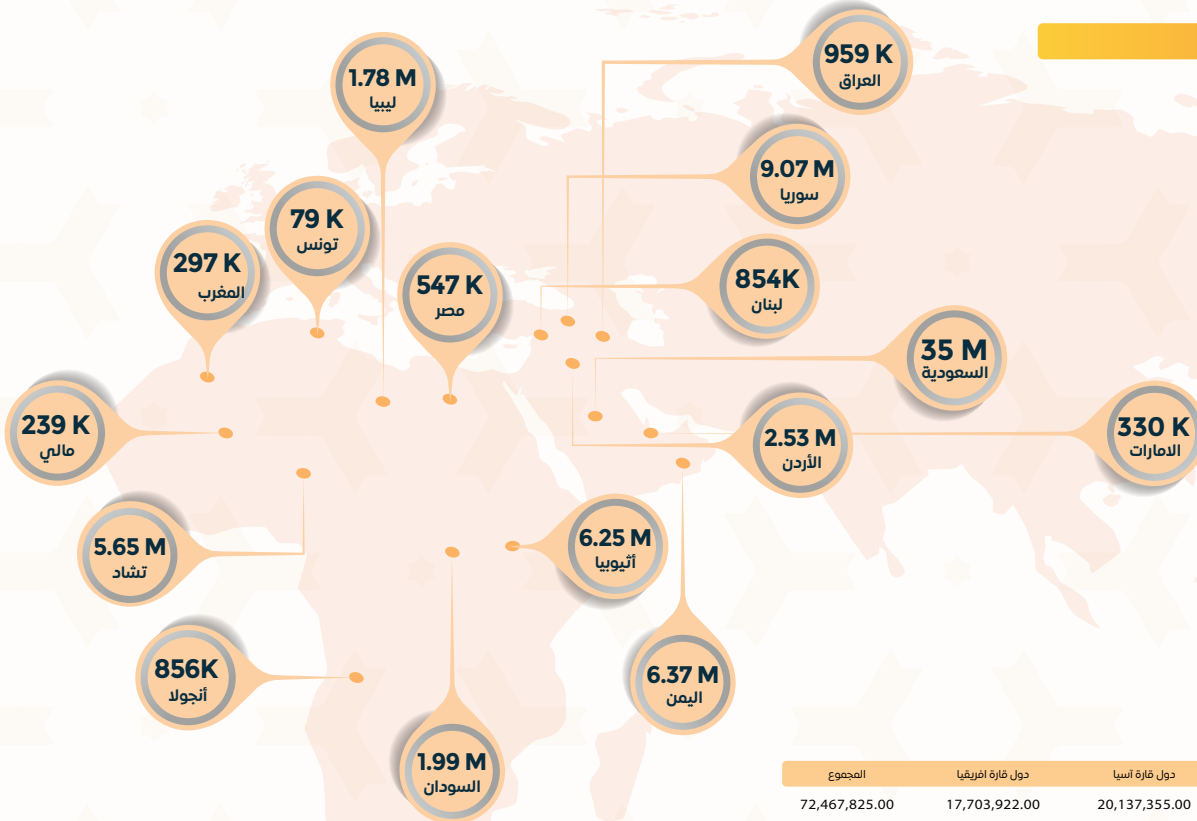 959 K
العراق
1.78 M
ليبيا
9.07 M
سوريا
79 K
تونس
297 K
المغرب
547 K
مصر
854K
لبنان
35 M
السعودية
239 K
مالي
2.53 M
الأردن
330 K
الامارات
5.65 M
تشاد
6.25 M
أثيوبيا
856K
أنجولا
6.37 M
اليمن
1.99 M
السودان
دول قارة آسيا دول قارة افريقيا المجموع
20,137,355.00 17,703,922.00 72,467,825.00